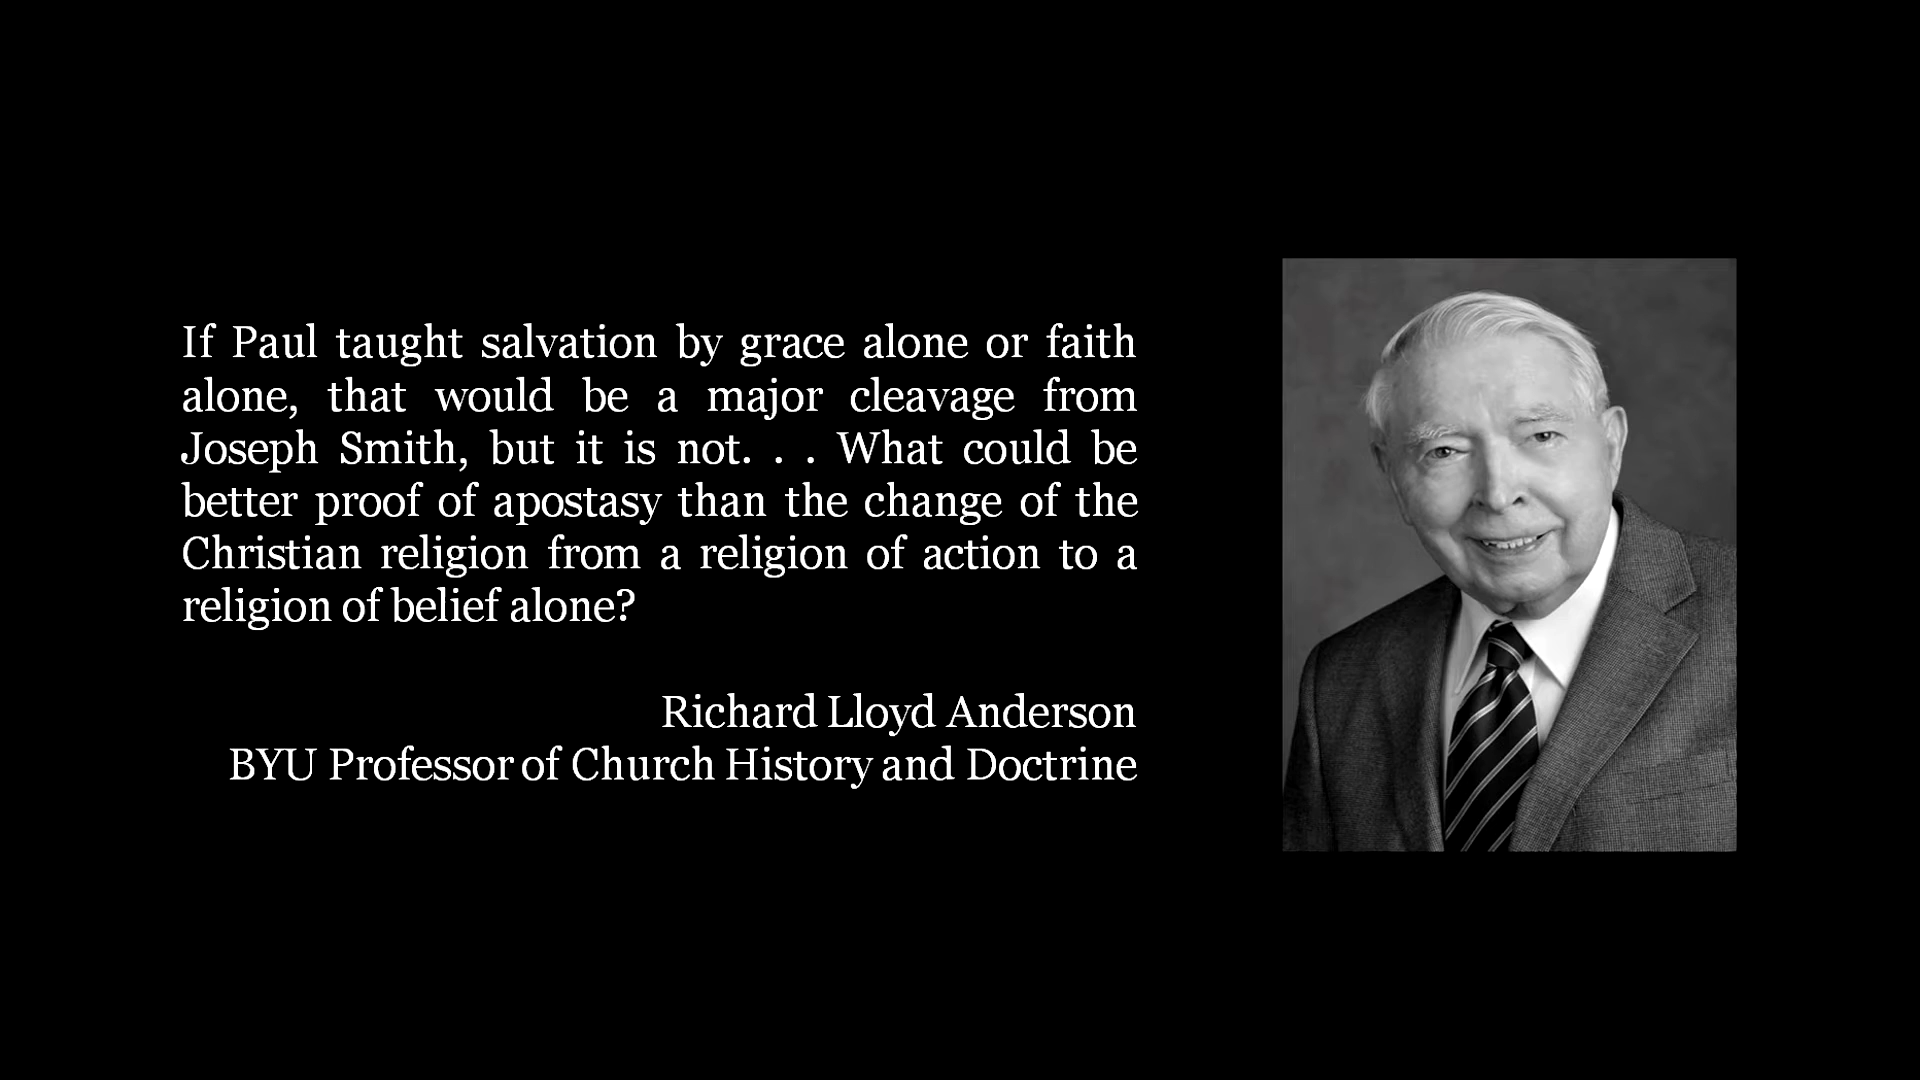 If Paul taught salvation by grace alone or faith
alone, that would be a major cleavage from
Joseph Smith, but it is not. . . What could be
better proof of apostasy than the change of the
Christian religion from a religion of action to a
religion of belief alone?
Richard Lloyd Anderson
BYU Professor of Church History and Doctrine